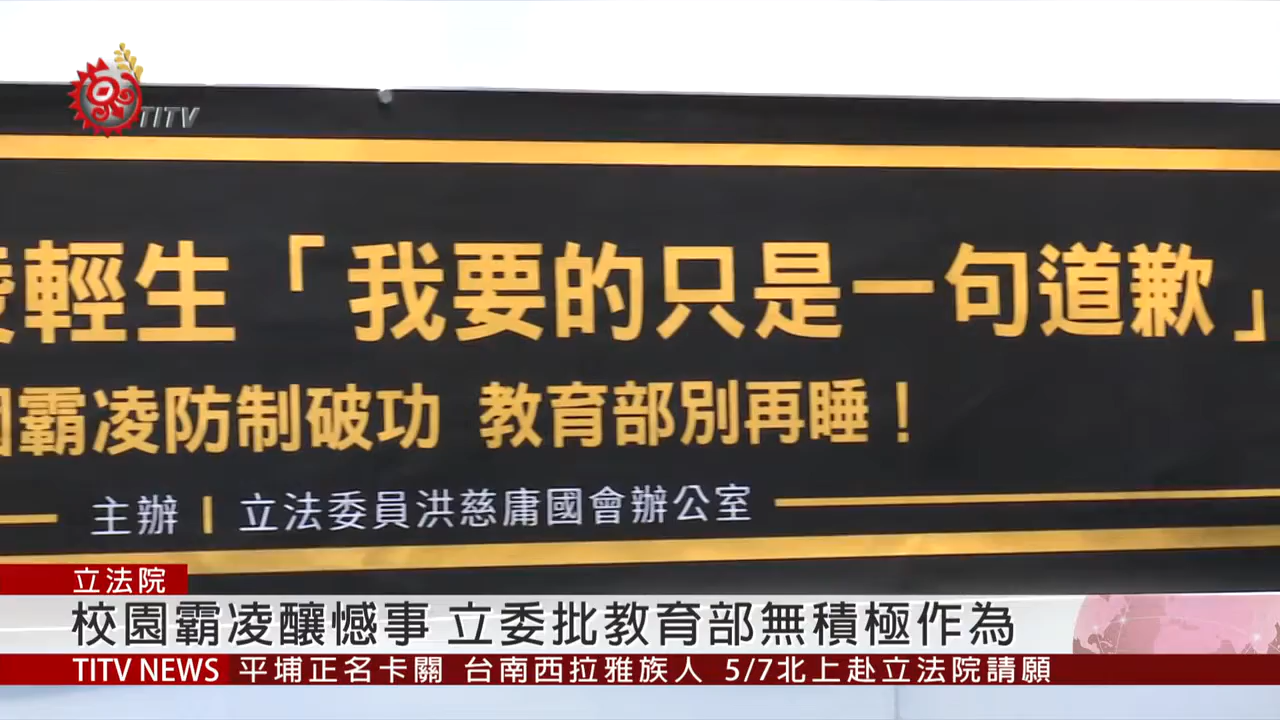 TITV
輕生「我要的只是一句道歉」
霸凌防制破功 教育部別再睡!
主辦 | 立法委員洪慈庸國會辦公室
立法院
校園霸凌釀憾事 立委批教育部無積極作為
TITV NEWS 平埔正名卡關 台南西拉雅族人 5/7北上赴立法院請願